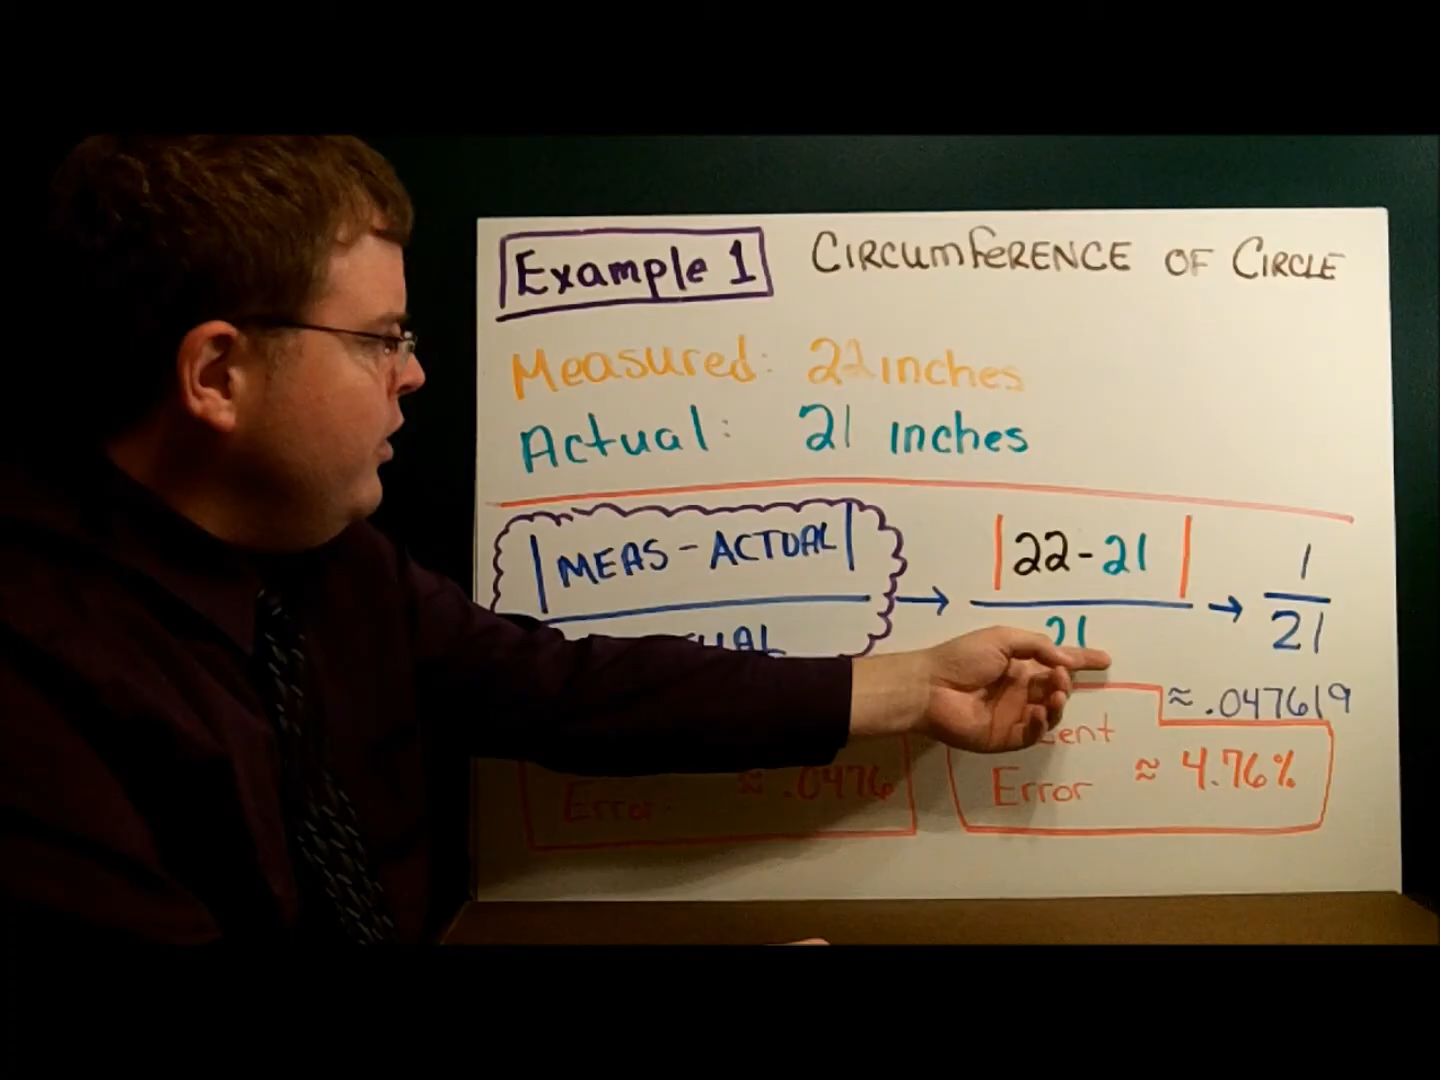 Example 1 CIRCUMFERENCE OF CIRCLE
Measured: 22 inches
Actual: 21 inches
|MEAS - ACTUAL| → |22-21| → 1
21 21
≈ .047619
Error: ≈ .0476
Error ≈ 4.76%